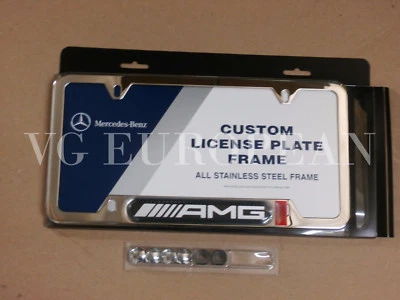 Mercedes-Benz
CUSTOM
LICENSE PLATE
FRAME
ALL STAINLESS STEEL FRAME
VG EUROPEAN
AMG